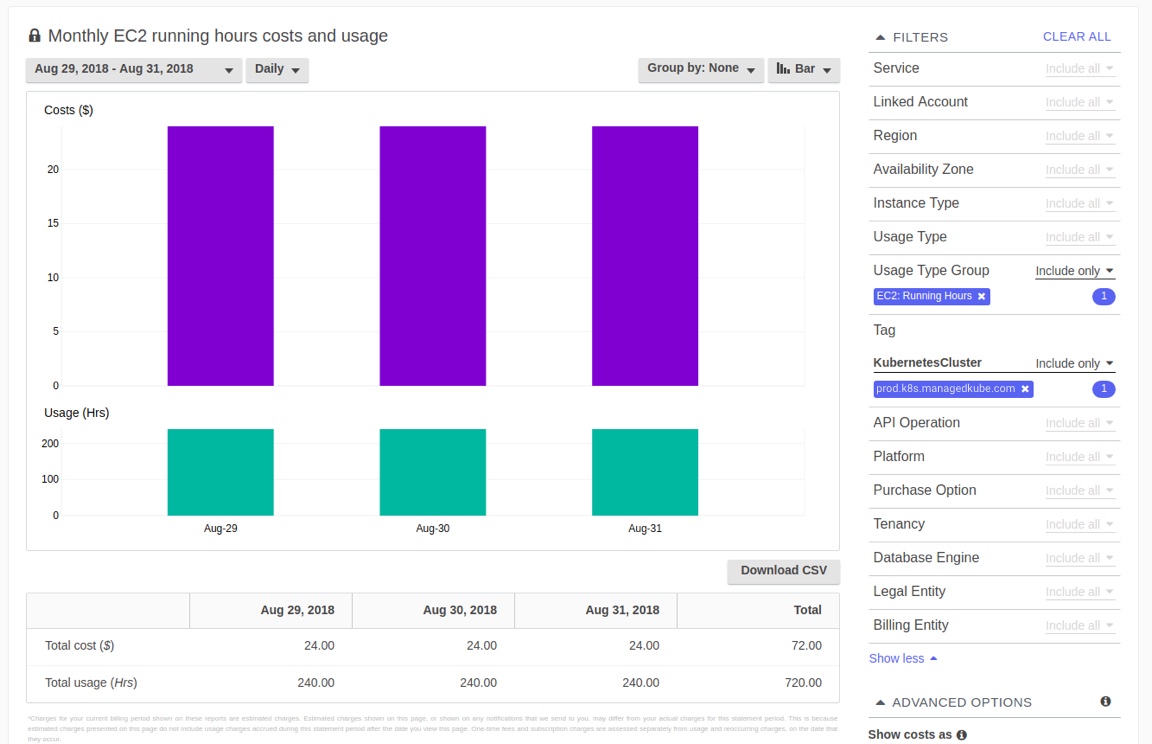 Monthly EC2 running hours costs and usage
Aug 29, 2018 - Aug 31, 2018 Daily Group by: None Bar
Costs ($)
20
15
10
5
0
Usage (Hrs)
200
100
0
Aug-29 Aug-30 Aug-31
Download CSV
Aug 29, 2018 Aug 30, 2018 Aug 31, 2018 Total
Total cost ($) 24.00 24.00 24.00 72.00
Total usage (Hrs) 240.00 240.00 240.00 720.00
*Charges for your current billing period shown on these reports are estimated charges. Estimated charges shown on this page, or shown on any notifications that we send to you, may differ from your actual charges for this statement period. This is because
estimated charges presented on this page do not include usage charges accrued during this statement period after the date you view this page. One-time fees and subscription charges are assessed separately from usage and reoccurring charges, on the date that
they occur.
FILTERS CLEAR ALL
Service Include all
Linked Account Include all
Region Include all
Availability Zone Include all
Instance Type Include all
Usage Type Include all
Usage Type Group Include only
EC2: Running Hours × 1
Tag
KubernetesCluster Include only
prod.k8s.managedkube.com × 1
API Operation Include all
Platform Include all
Purchase Option Include all
Tenancy Include all
Database Engine Include all
Legal Entity Include all
Billing Entity Include all
Show less
ADVANCED OPTIONS
Show costs as